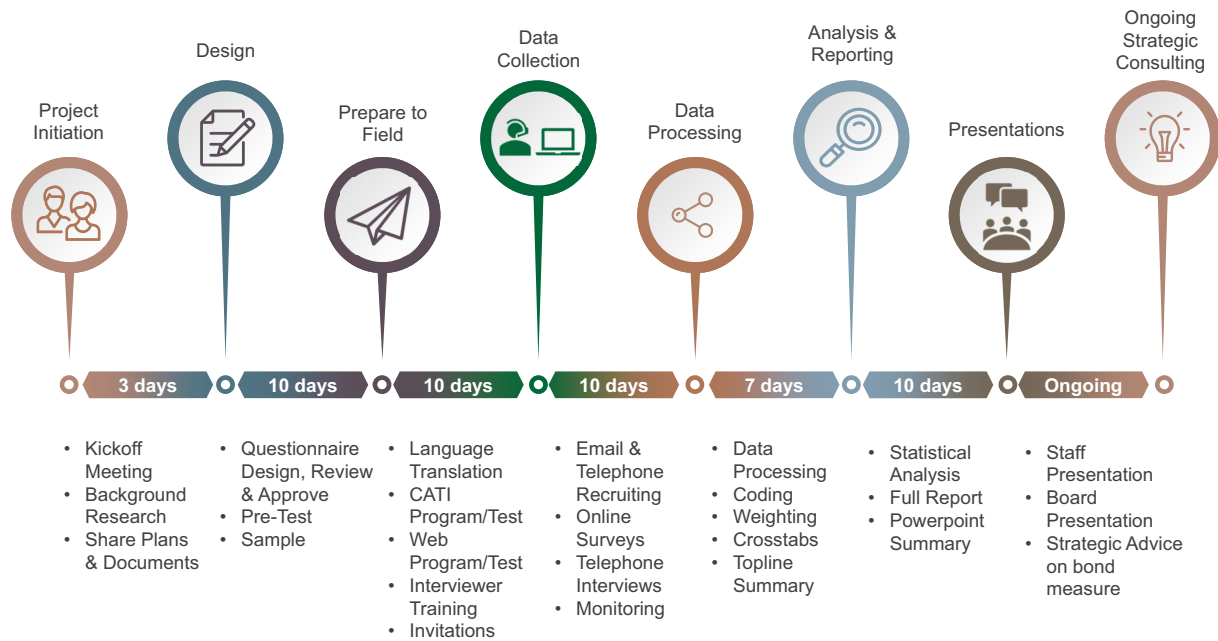 Project
Initiation
Design
Prepare to
Field
Data
Collection
Data
Processing
Analysis &
Reporting
Presentations
Ongoing
Strategic
Consulting
3 days
10 days
10 days
10 days
7 days
10 days
Ongoing
• Kickoff
Meeting
• Background
Research
• Share Plans
& Documents
• Questionnaire
Design, Review
& Approve
• Pre-Test
• Sample
• Language
Translation
• CATI
Program/Test
• Web
Program/Test
• Interviewer
Training
• Invitations
• Email &
Telephone
Recruiting
• Online
Surveys
• Telephone
Interviews
• Monitoring
• Data
Processing
• Coding
• Weighting
• Crosstabs
• Topline
Summary
• Statistical
Analysis
• Full Report
• Powerpoint
Summary
• Staff
Presentation
• Board
Presentation
• Strategic Advice
on bond
measure